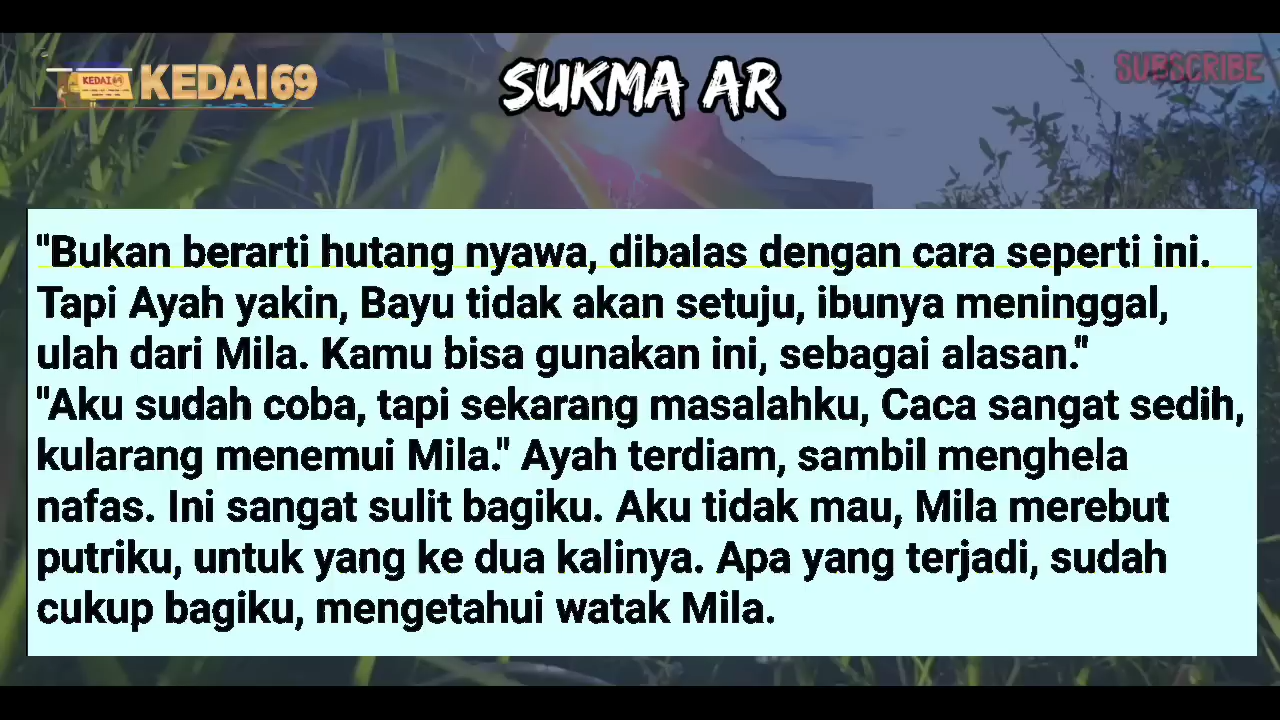 KEDAI69
KEDAI69
SUKMA AR
SUBSCRIBE
"Bukan berarti hutang nyawa, dibalas dengan cara seperti ini.
Tapi Ayah yakin, Bayu tidak akan setuju, ibunya meninggal,
ulah dari Mila. Kamu bisa gunakan ini, sebagai alasan."
"Aku sudah coba, tapi sekarang masalahku, Caca sangat sedih,
kularang menemui Mila." Ayah terdiam, sambil menghela
nafas. Ini sangat sulit bagiku. Aku tidak mau, Mila merebut
putriku, untuk yang ke dua kalinya. Apa yang terjadi, sudah
cukup bagiku, mengetahui watak Mila.